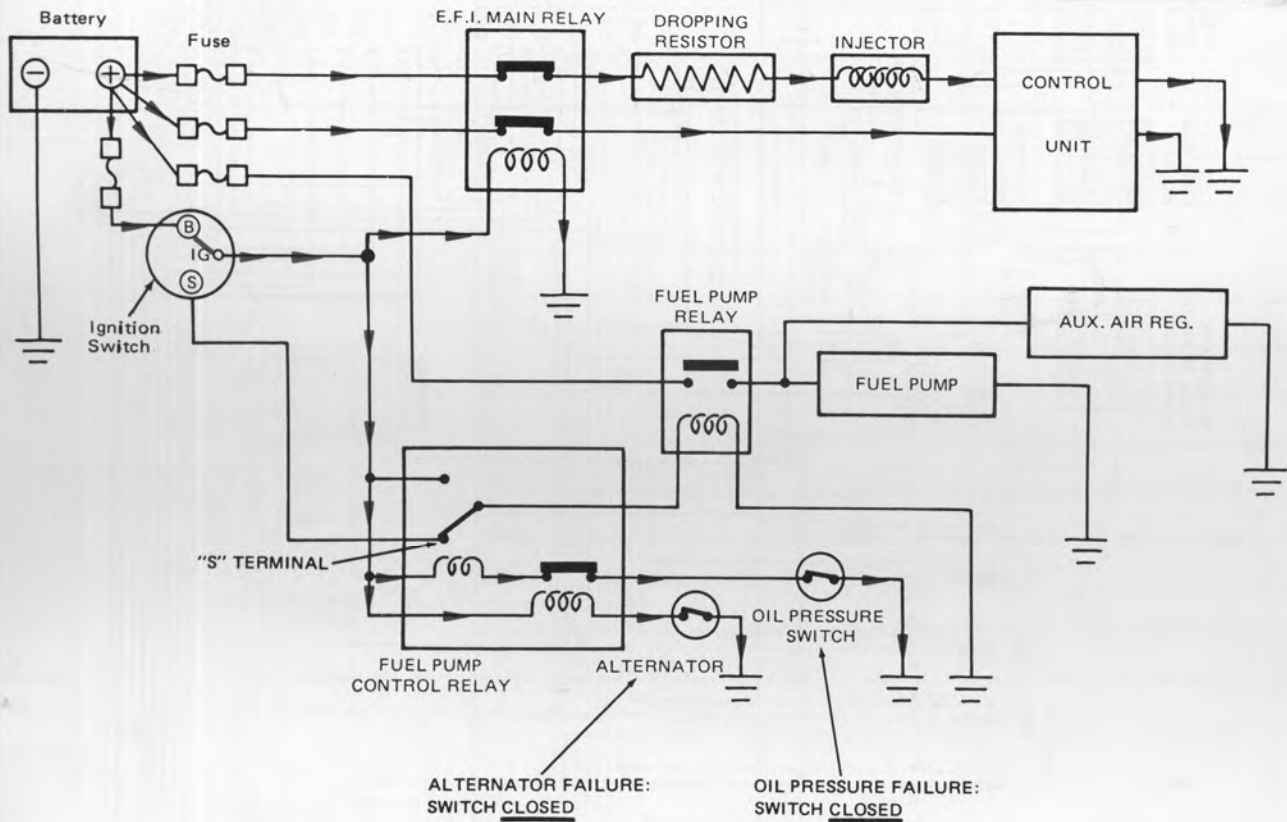 Battery
Fuse
E.F.I. MAIN RELAY
DROPPING
RESISTOR
INJECTOR
CONTROL
UNIT
B
IG
S
Ignition
Switch
FUEL PUMP
RELAY
AUX. AIR REG.
FUEL PUMP
"S" TERMINAL
FUEL PUMP
CONTROL RELAY
ALTERNATOR
OIL PRESSURE
SWITCH
ALTERNATOR FAILURE:
SWITCH CLOSED
OIL PRESSURE FAILURE:
SWITCH CLOSED